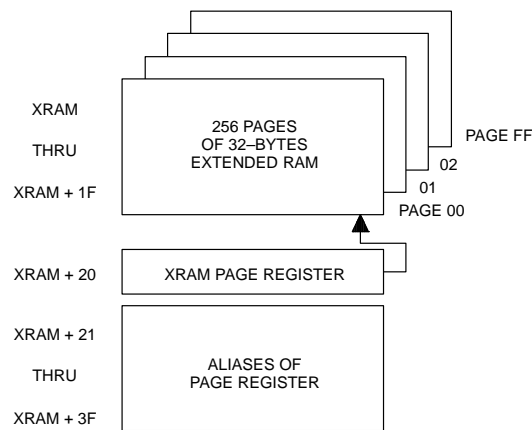 XRAM
THRU
XRAM + 1F
256 PAGES
OF 32–BYTES
EXTENDED RAM
PAGE FF
02
01
PAGE 00
XRAM + 20
XRAM PAGE REGISTER
XRAM + 21
THRU
XRAM + 3F
ALIASES OF
PAGE REGISTER